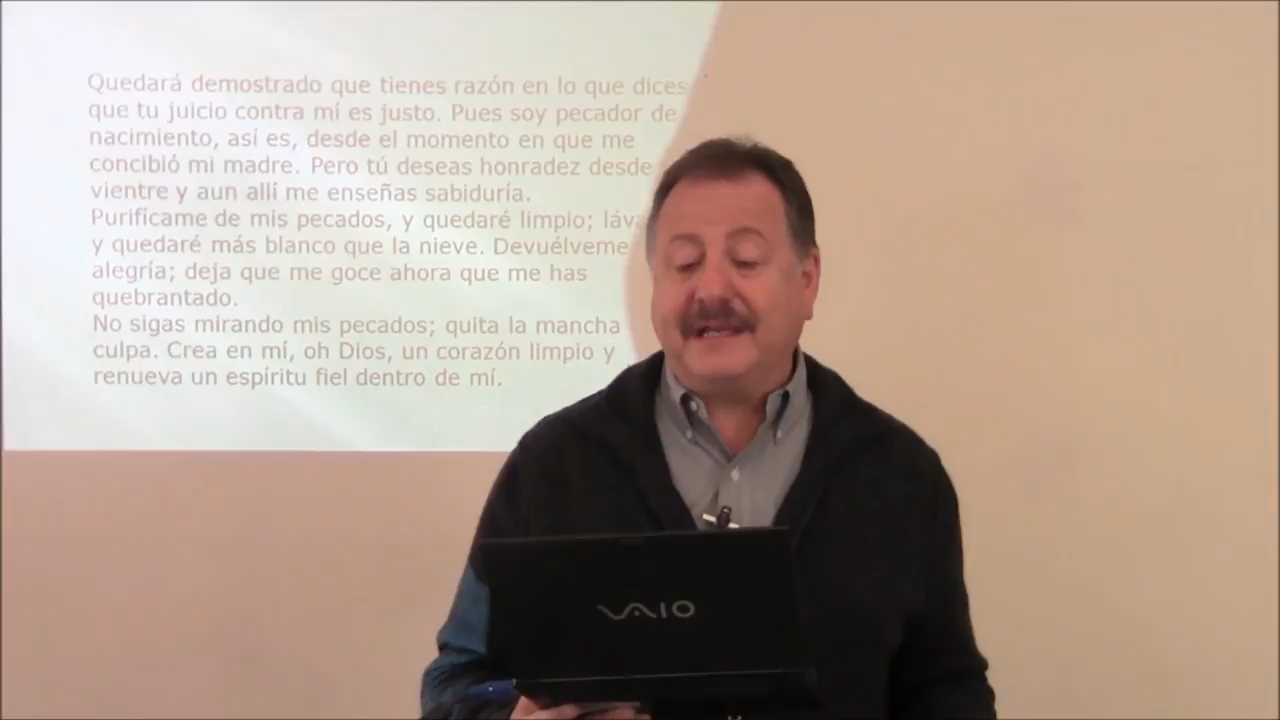 Quedará demostrado que tienes razón en lo que dices
que tu juicio contra mí es justo. Pues soy pecador de
nacimiento, así es, desde el momento en que me
concibió mi madre. Pero tú deseas honradez desde
vientre y aun allí me enseñas sabiduría.
Purifícame de mis pecados, y quedaré limpio; láva
y quedaré más blanco que la nieve. Devuélveme
alegría; deja que me goce ahora que me has
quebrantado.
No sigas mirando mis pecados; quita la mancha
culpa. Crea en mí, oh Dios, un corazón limpio y
renueva un espíritu fiel dentro de mí.
VAIO